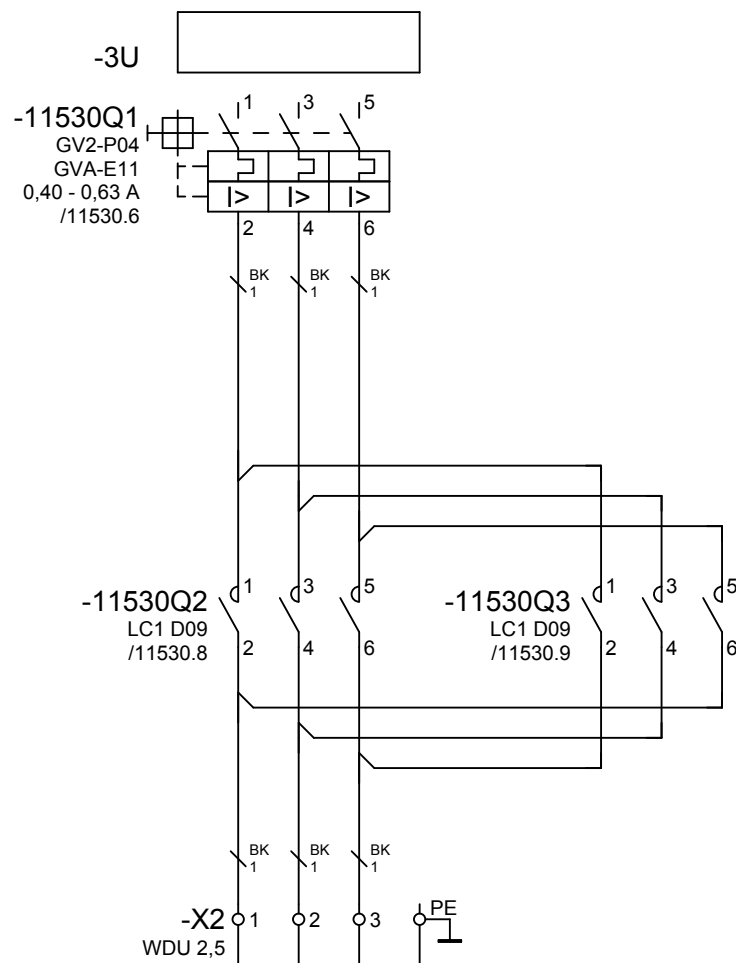 -3U
1 3 5
-11530Q1
GV2-P04
GVA-E11
0,40 - 0,63 A
/11530.6
I> I> I>
2 4 6
BK BK BK
1 1 1
1 3 5 1 3 5
-11530Q2 -11530Q3
LC1 D09 LC1 D09
/11530.8 /11530.9
2 4 6 2 4 6
BK BK BK
1 1 1
-X2 1 2 3 PE
WDU 2,5